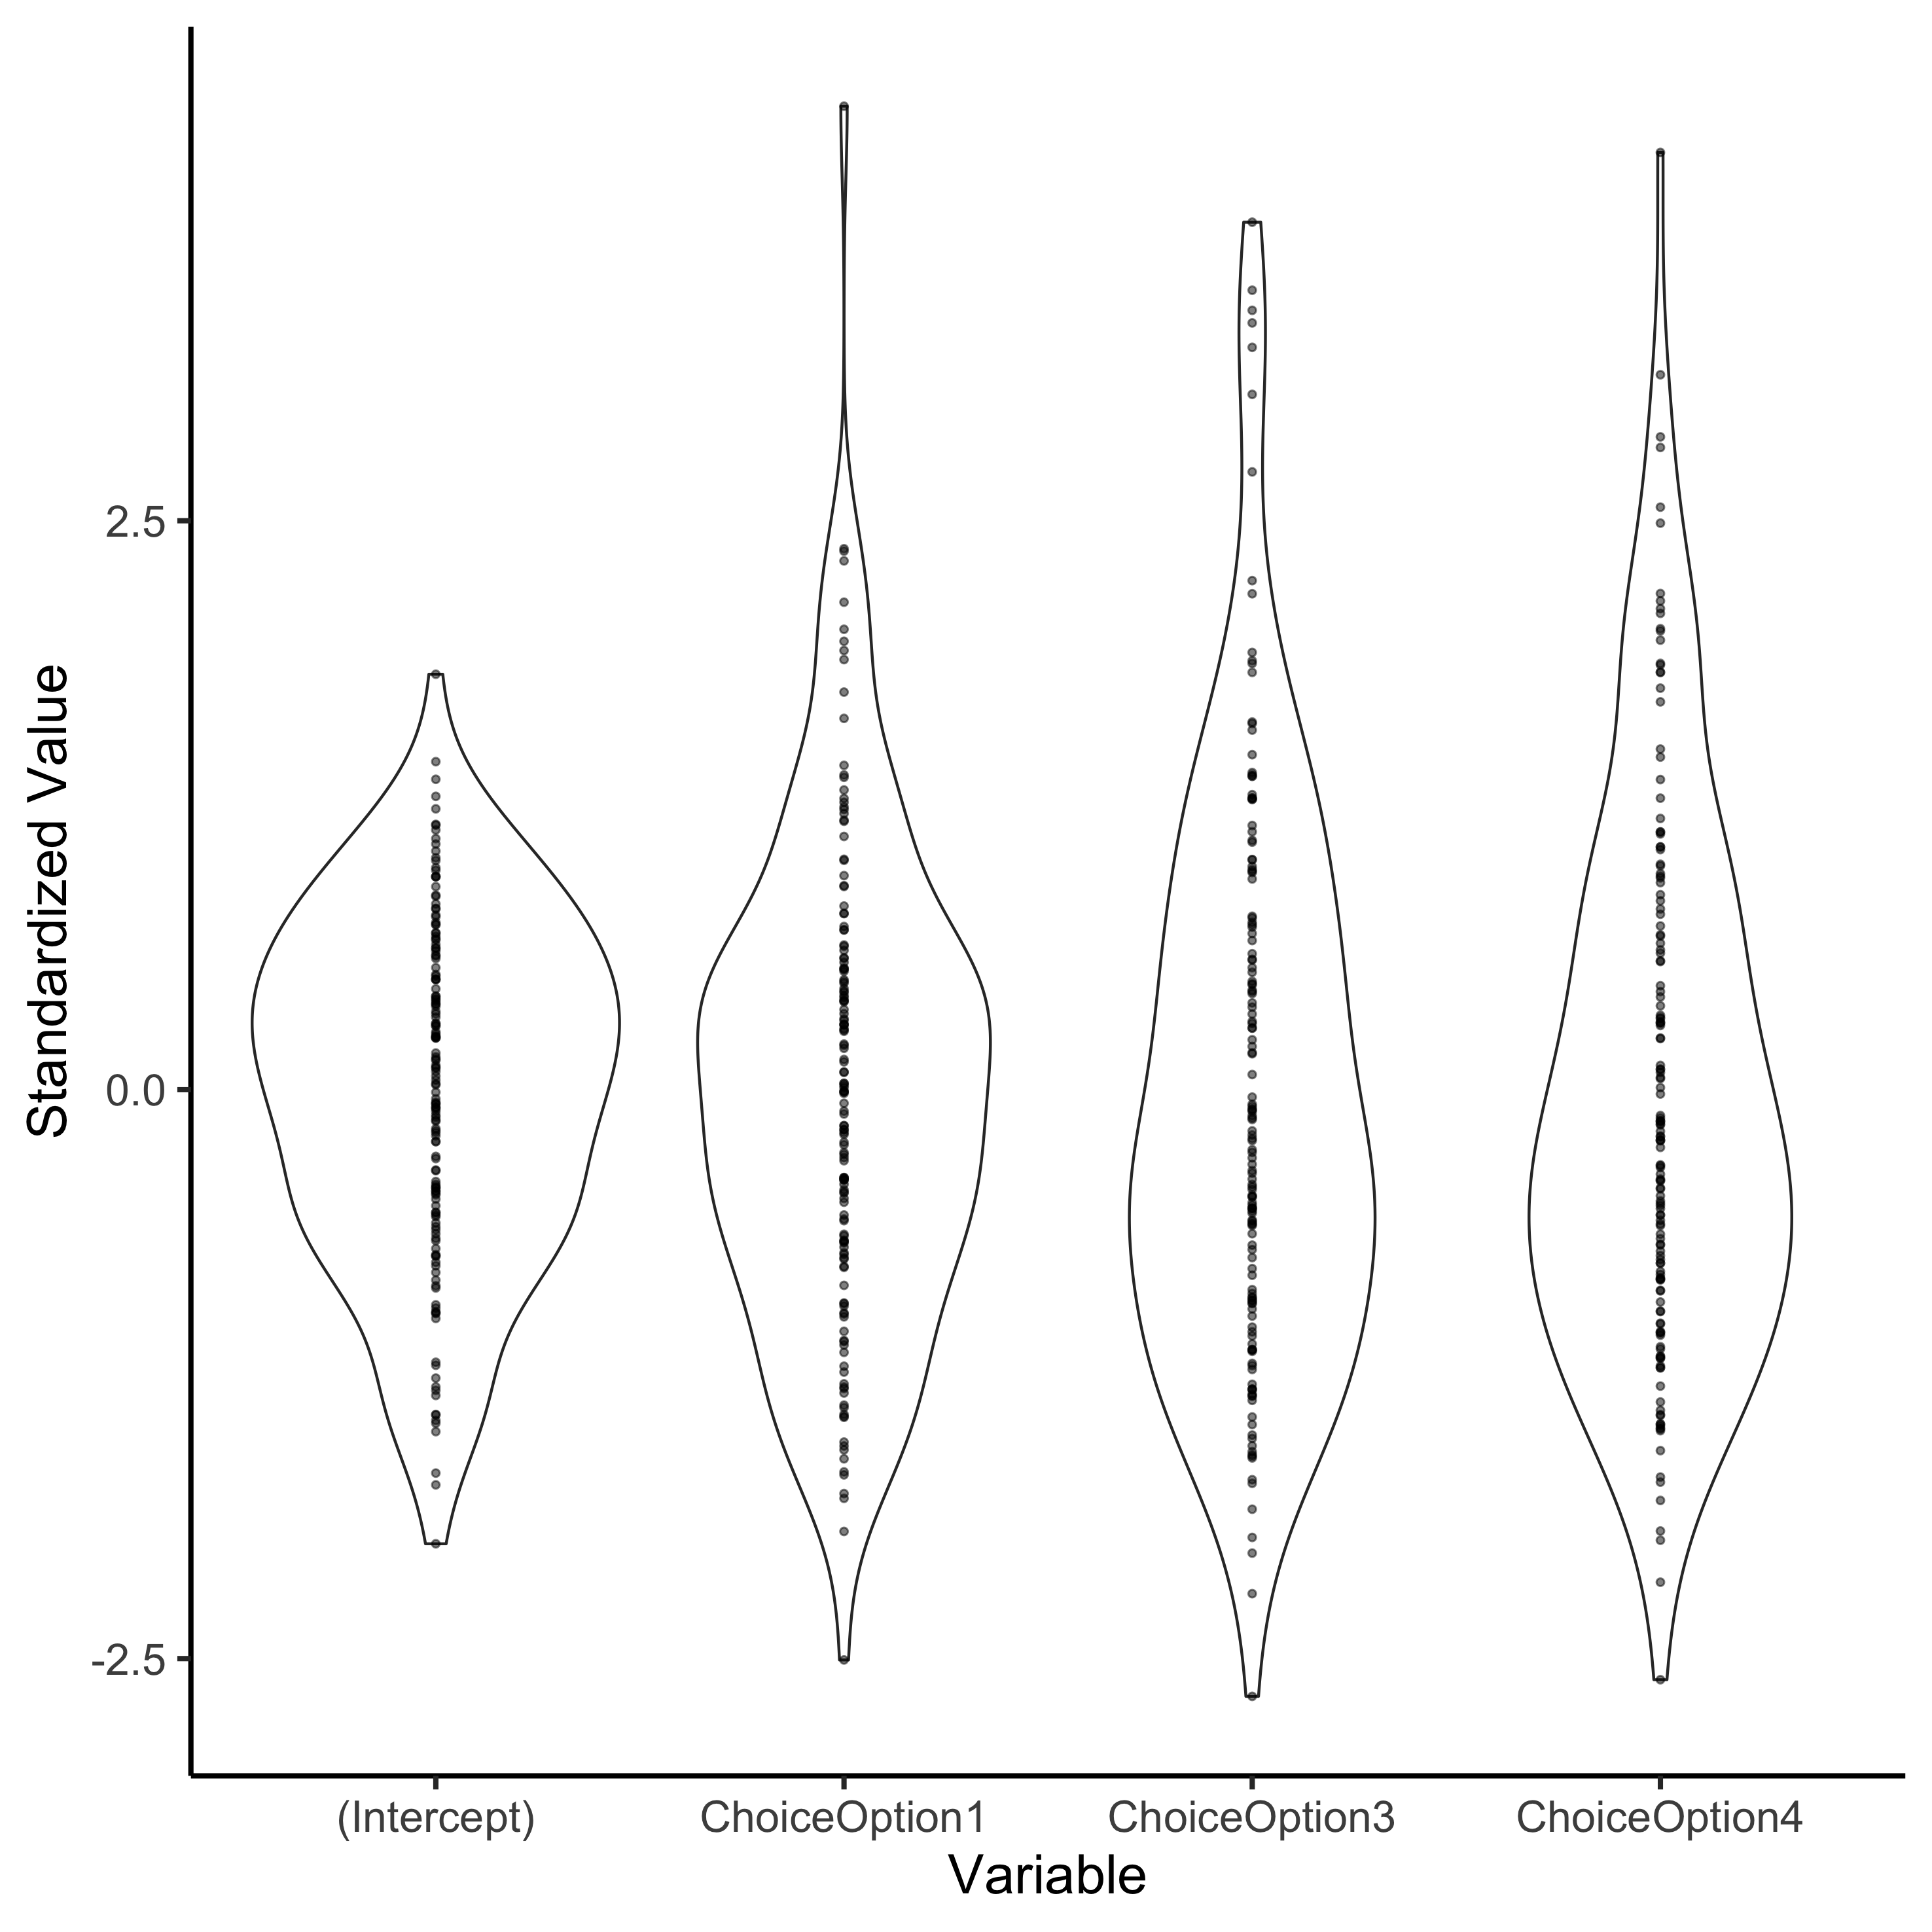 Standardized Value
2.5
0.0
-2.5
(Intercept)
ChoiceOption1
ChoiceOption3
ChoiceOption4
Variable